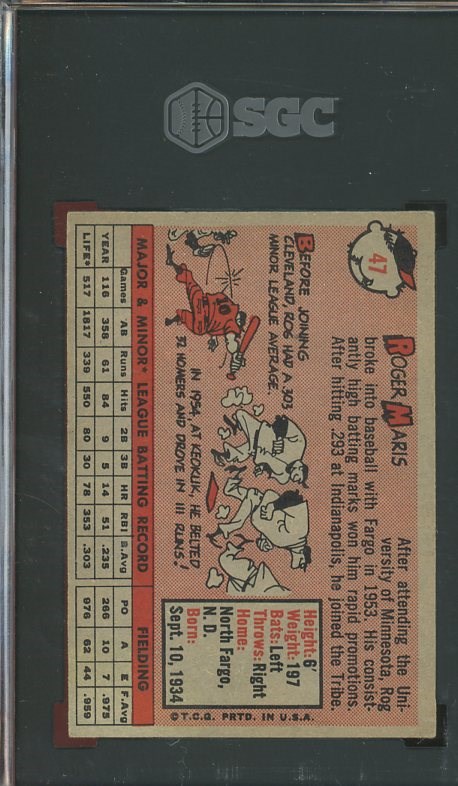 SGC
47
ROGER MARIS
After attending the Uni-
versity of Minnesota, Rog
broke into baseball with Fargo in 1953. His consist-
antly high batting marks won him rapid promotions.
After hitting .293 at Indianapolis, he joined the Tribe.
BEFORE JOINING
CLEVELAND, ROG HAD A .303
MINOR LEAGUE AVERAGE.
IN 1954, AT KEOKUK, HE BELTED
32 HOMERS AND DROVE IN 111 RUNS!
Height: 6'
Weight: 197
Bats: Left
Throws: Right
Home:
North Fargo,
N. D.
Born:
Sept. 10, 1934
©T.C.G. PRTD. IN U.S.A.
MAJOR & MINOR* LEAGUE BATTING RECORD FIELDING
Games AB Runs Hits 2B 3B HR RBI B.Avg PO A E F.Avg
YEAR 116 358 61 84 9 5 14 51 .235 266 10 7 .975
LIFE* 517 1817 339 550 80 30 78 353 .303 976 62 44 .959